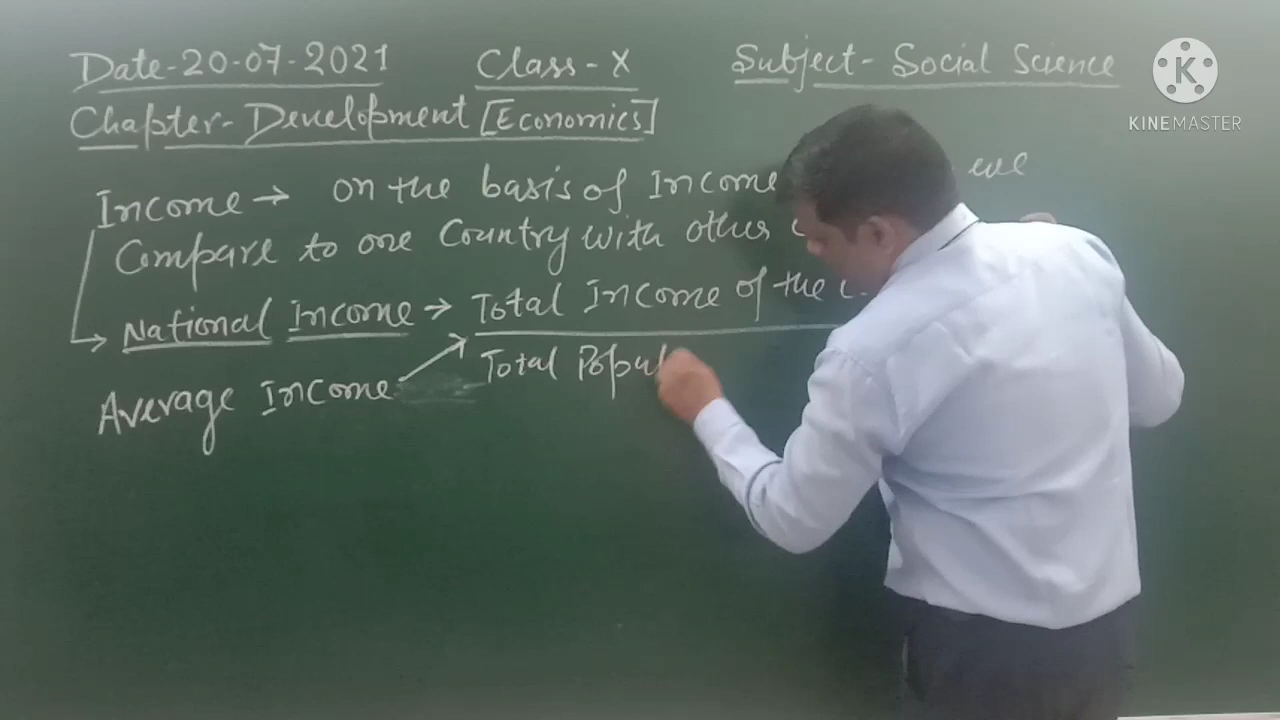 Date-20-07-2021 Class-X Subject- Social Science
Chapter- Development [Economics]
Income → on the basis of Income we
Compare to one Country with other
National Income → Total Income of the
Average Income Total Popul
K
KINEMASTER